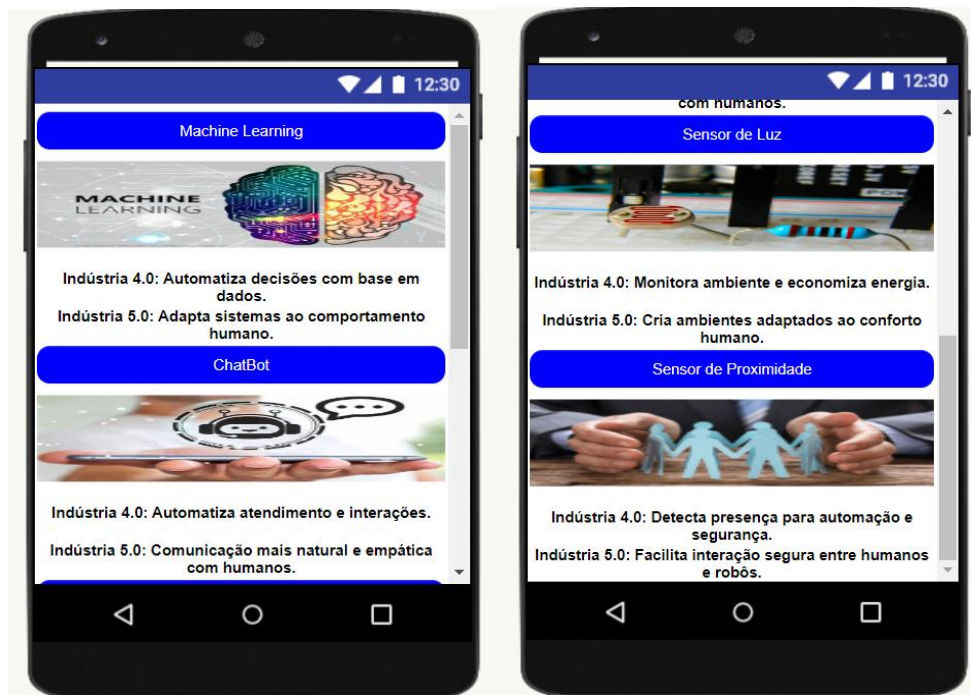 12:30
Machine Learning
MACHINE
LEARNING
Indústria 4.0: Automatiza decisões com base em
dados.
Indústria 5.0: Adapta sistemas ao comportamento
humano.
ChatBot
Indústria 4.0: Automatiza atendimento e interações.
Indústria 5.0: Comunicação mais natural e empática
com humanos.
12:30
com humanos.
Sensor de Luz
Indústria 4.0: Monitora ambiente e economiza energia.
Indústria 5.0: Cria ambientes adaptados ao conforto
humano.
Sensor de Proximidade
Indústria 4.0: Detecta presença para automação e
segurança.
Indústria 5.0: Facilita interação segura entre humanos
e robôs.